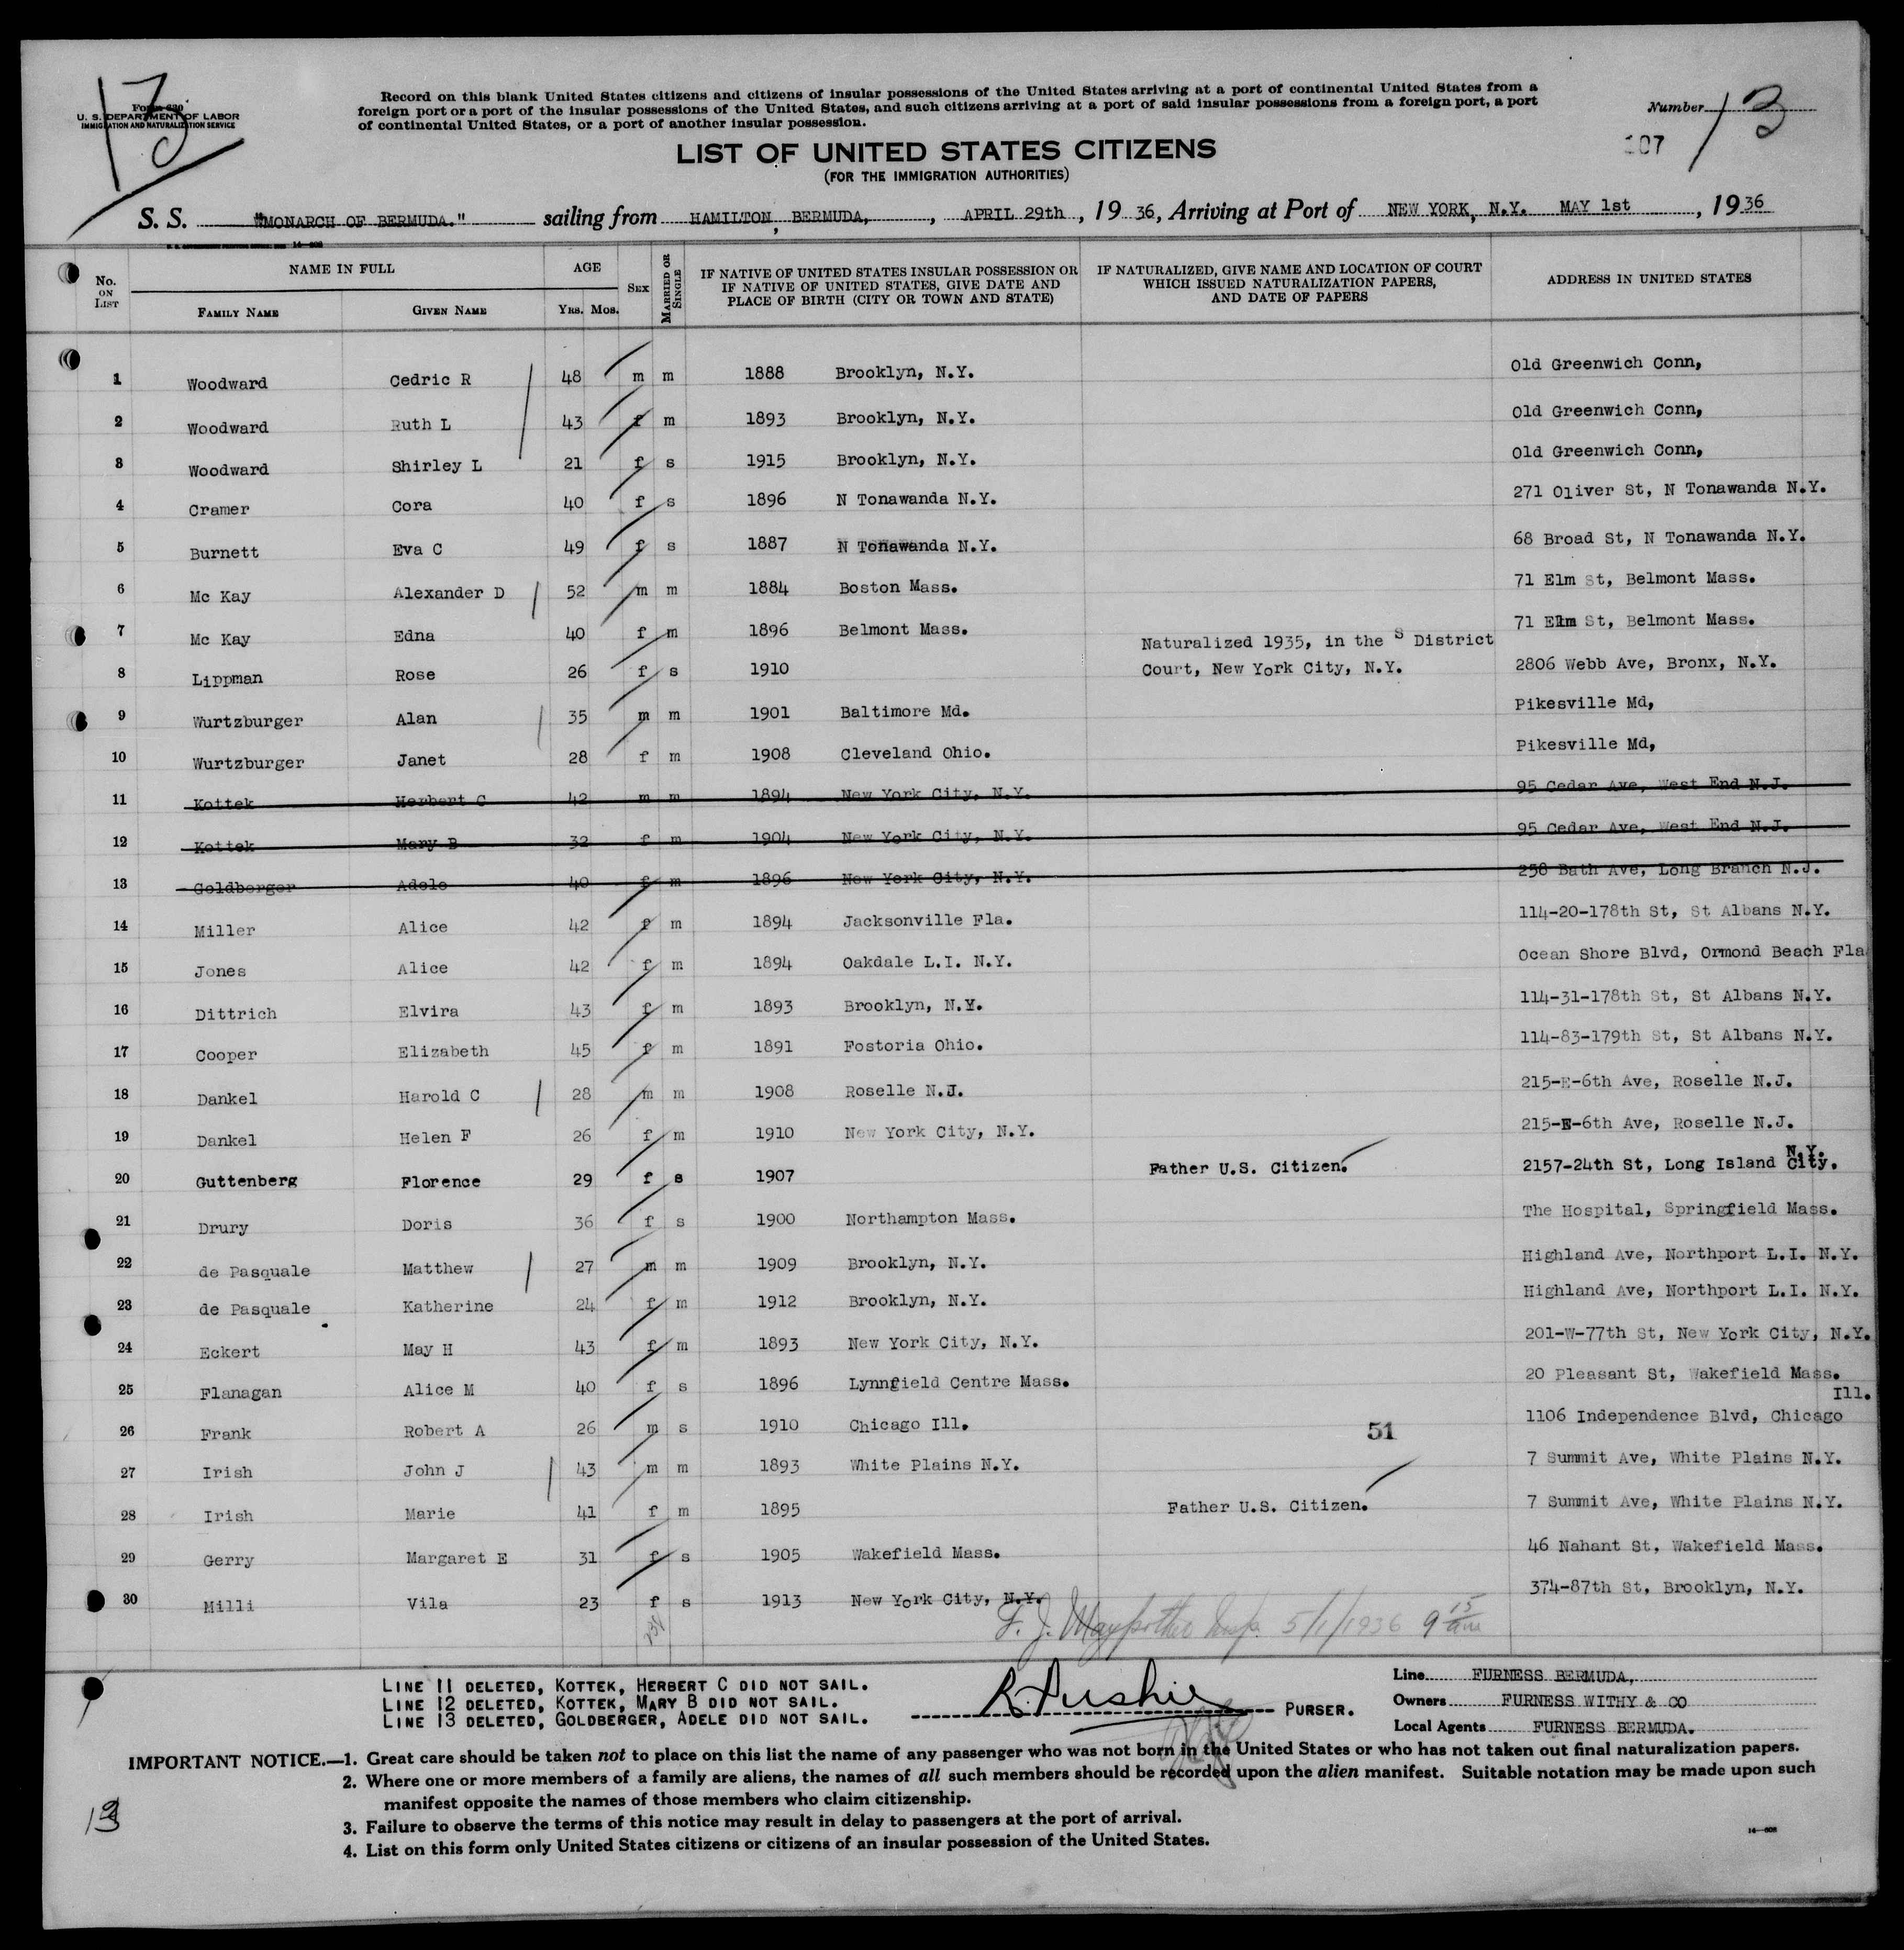 13
Form 630
U. S. DEPARTMENT OF LABOR
IMMIGRATION AND NATURALIZATION SERVICE
Record on this blank United States citizens and citizens of insular possessions of the United States arriving at a port of continental United States from a
foreign port or a port of the insular possessions of the United States, and such citizens arriving at a port of said insular possessions from a foreign port, a port
of continental United States, or a port of another insular possession.
Number 13
107
LIST OF UNITED STATES CITIZENS
(FOR THE IMMIGRATION AUTHORITIES)
S. S. "MONARCH OF BERMUDA." sailing from HAMILTON, BERMUDA, , APRIL 29th , 19 36, Arriving at Port of NEW YORK, N.Y. MAY 1st , 19 36
No. ON LIST NAME IN FULL FAMILY NAME GIVEN NAME AGE YRS. MOS. SEX MARRIED OR SINGLE IF NATIVE OF UNITED STATES INSULAR POSSESSION OR IF NATIVE OF UNITED STATES, GIVE DATE AND PLACE OF BIRTH (CITY OR TOWN AND STATE) IF NATURALIZED, GIVE NAME AND LOCATION OF COURT WHICH ISSUED NATURALIZATION PAPERS, AND DATE OF PAPERS ADDRESS IN UNITED STATES
1 Woodward Cedric R 48 m m 1888 Brooklyn, N.Y. Old Greenwich Conn,
2 Woodward Ruth L 43 f m 1893 Brooklyn, N.Y. Old Greenwich Conn,
3 Woodward Shirley L 21 f s 1915 Brooklyn, N.Y. Old Greenwich Conn,
4 Cramer Cora 40 f s 1896 N Tonawanda N.Y. 271 Oliver St, N Tonawanda N.Y.
5 Burnett Eva C 49 f s 1887 N Tonawanda N.Y. 68 Broad St, N Tonawanda N.Y.
6 Mc Kay Alexander D 52 m m 1884 Boston Mass. 71 Elm St, Belmont Mass.
7 Mc Kay Edna 40 f m 1896 Belmont Mass. 71 Elm St, Belmont Mass.
8 Lippman Rose 26 f s 1910 Naturalized 1935, in the S District Court, New York City, N.Y. 2806 Webb Ave, Bronx, N.Y.
9 Wurtzburger Alan 35 m m 1901 Baltimore Md. Pikesville Md,
10 Wurtzburger Janet 28 f m 1908 Cleveland Ohio. Pikesville Md,
11 Kottek Herbert C 42 m m 1894 New York City, N.Y. 95 Cedar Ave, West End N.J.
12 Kottek Mary B 32 f m 1904 New York City, N.Y. 95 Cedar Ave, West End N.J.
13 Goldberger Adele 40 f m 1896 New York City, N.Y. 258 Bath Ave, Long Branch N.J.
14 Miller Alice 42 f m 1894 Jacksonville Fla. 114-20-178th St, St Albans N.Y.
15 Jones Alice 42 f m 1894 Oakdale L.I. N.Y. Ocean Shore Blvd, Ormond Beach Fla
16 Dittrich Elvira 43 f m 1893 Brooklyn, N.Y. 114-31-178th St, St Albans N.Y.
17 Cooper Elizabeth 45 f m 1891 Fostoria Ohio. 114-83-179th St, St Albans N.Y.
18 Dankel Harold C 28 m m 1908 Roselle N.J. 215-E-6th Ave, Roselle N.J.
19 Dankel Helen F 26 f m 1910 New York City, N.Y. 215-E-6th Ave, Roselle N.J.
20 Guttenberg Florence 29 f s 1907 Father U.S. Citizen. 2157-24th St, Long Island City. N.Y.
21 Drury Doris 36 f s 1900 Northampton Mass. The Hospital, Springfield Mass.
22 de Pasquale Matthew 27 m m 1909 Brooklyn, N.Y. Highland Ave, Northport L.I. N.Y.
23 de Pasquale Katherine 24 f m 1912 Brooklyn, N.Y. Highland Ave, Northport L.I. N.Y.
24 Eckert May H 43 f m 1893 New York City, N.Y. 201-W-77th St, New York City, N.Y.
25 Flanagan Alice M 40 f s 1896 Lynnfield Centre Mass. 20 Pleasant St, Wakefield Mass.
26 Frank Robert A 26 m s 1910 Chicago Ill. 51 1106 Independence Blvd, Chicago Ill.
27 Irish John J 43 m m 1893 White Plains N.Y. 7 Summit Ave, White Plains N.Y.
28 Irish Marie 41 f m 1895 Father U.S. Citizen. 7 Summit Ave, White Plains N.Y.
29 Gerry Margaret E 31 f s 1905 Wakefield Mass. 46 Nahant St, Wakefield Mass.
30 Milli Vila 23 f s 1913 New York City, N.Y. 374-87th St, Brooklyn, N.Y.
5/1/1936 9 15 am
LINE 11 DELETED, KOTTEK, HERBERT C DID NOT SAIL.
LINE 12 DELETED, KOTTEK, MARY B DID NOT SAIL.
LINE 13 DELETED, GOLDBERGER, ADELE DID NOT SAIL.
PURSER.
Line FURNESS BERMUDA,
Owners FURNESS WITHY & CO
Local Agents FURNESS BERMUDA.
IMPORTANT NOTICE.—1. Great care should be taken not to place on this list the name of any passenger who was not born in the United States or who has not taken out final naturalization papers.
2. Where one or more members of a family are aliens, the names of all such members should be recorded upon the alien manifest. Suitable notation may be made upon such
manifest opposite the names of those members who claim citizenship.
3. Failure to observe the terms of this notice may result in delay to passengers at the port of arrival.
4. List on this form only United States citizens or citizens of an insular possession of the United States.
13
14—608